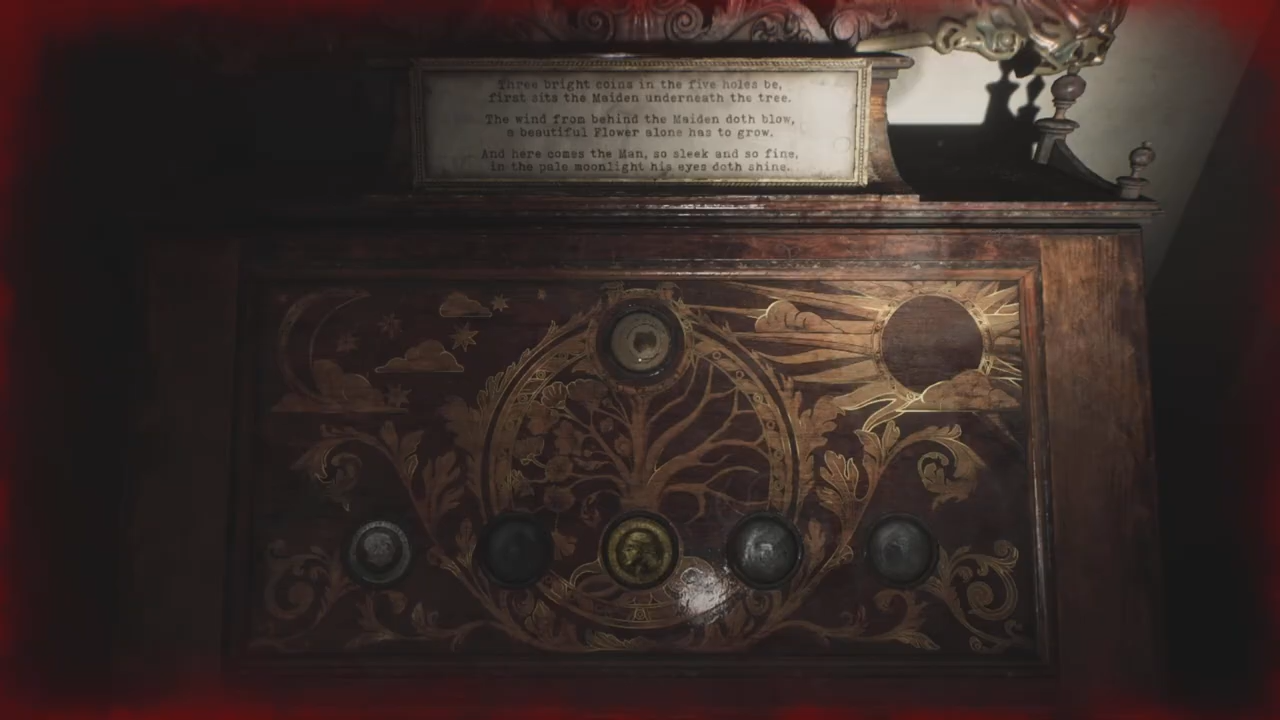 Three bright coins in the five holes be,
first sits the Maiden underneath the tree.
The wind from behind the Maiden doth blow,
a beautiful Flower alone has to grow.
And here comes the Man, so sleek and so fine,
in the pale moonlight his eyes doth shine.